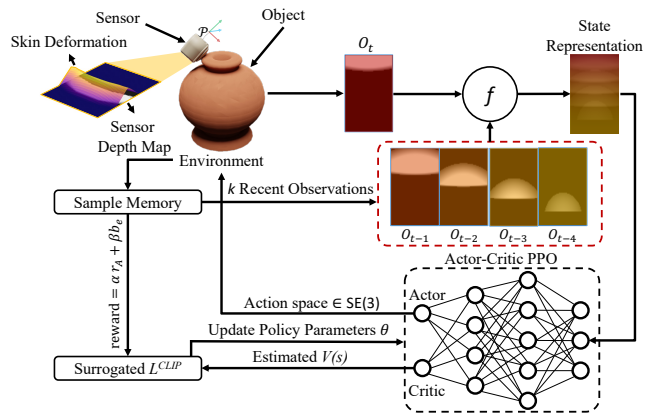 Sensor
𝒫
Object
Skin Deformation
O_t
State
Representation
f
Sensor
Depth Map
Environment
k Recent Observations
Sample Memory
O_{t−1} O_{t−2} O_{t−3} O_{t−4}
Actor-Critic PPO
reward = α r_A + βb_e
Action space ∈ SE(3)
Actor
Update Policy Parameters θ
Surrogated L^{CLIP}
Estimated V(s)
Critic